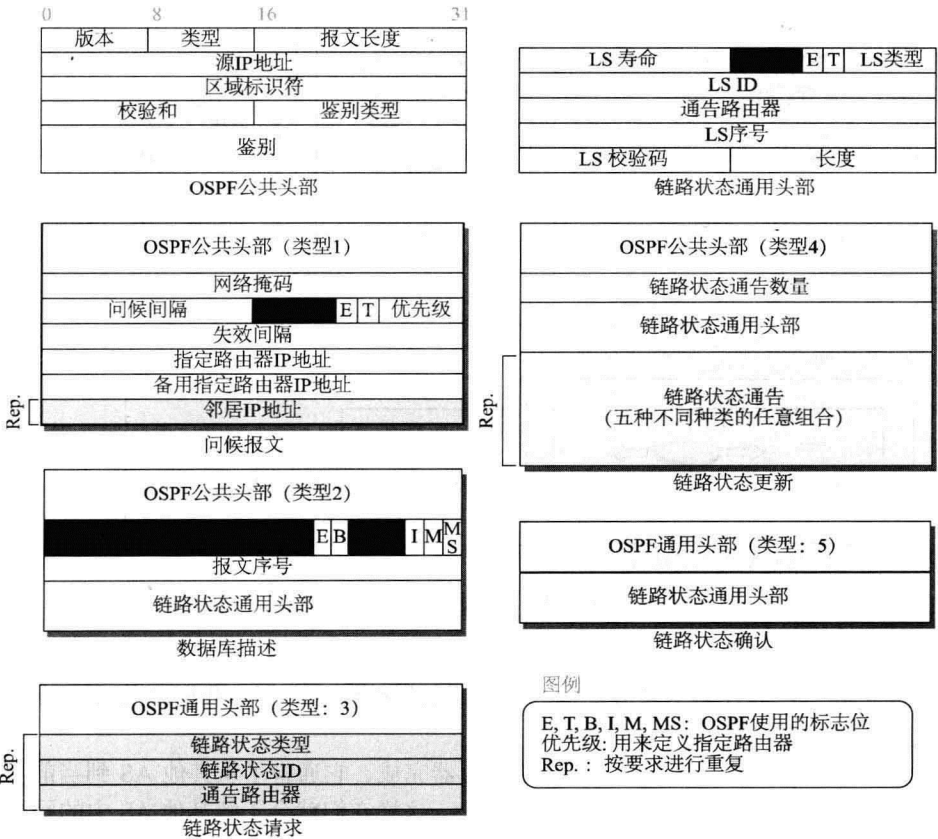 0 8 16 31
版本 类型 报文长度
源IP地址
区域标识符
校验和 鉴别类型
鉴别
OSPF公共头部
LS 寿命 E T LS类型
LS ID
通告路由器
LS序号
LS 校验码 长度
链路状态通用头部
OSPF公共头部（类型1）
网络掩码
问候间隔 E T 优先级
失效间隔
指定路由器IP地址
备用指定路由器IP地址
Rep. 邻居IP地址
问候报文
OSPF公共头部（类型4）
链路状态通告数量
链路状态通用头部
Rep.
链路状态通告
(五种不同种类的任意组合)
链路状态更新
OSPF公共头部（类型2）
E B I M MS
报文序号
链路状态通用头部
数据库描述
OSPF通用头部（类型：5）
链路状态通用头部
链路状态确认
OSPF通用头部（类型：3）
Rep.
链路状态类型
链路状态ID
通告路由器
链路状态请求
图例
E, T, B, I, M, MS：OSPF使用的标志位
优先级: 用来定义指定路由器
Rep.：按要求进行重复